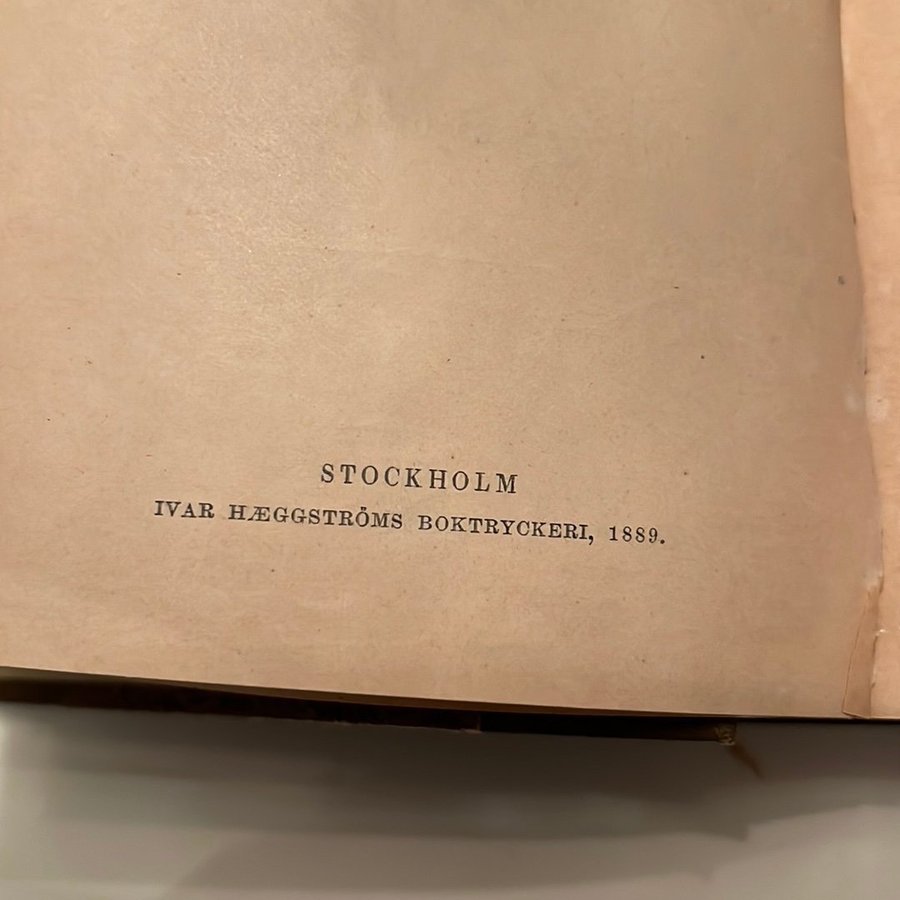 STOCKHOLM
IVAR HÆGGSTRÖMS BOKTRYCKERI, 1889.